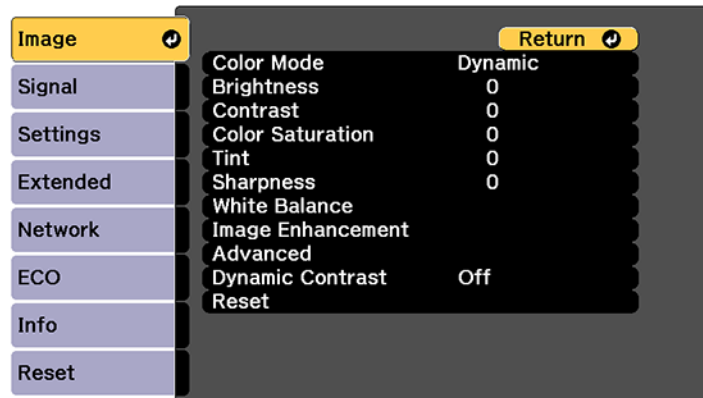 Image
Signal
Settings
Extended
Network
ECO
Info
Reset
Return
Color Mode Dynamic
Brightness 0
Contrast 0
Color Saturation 0
Tint 0
Sharpness 0
White Balance
Image Enhancement
Advanced
Dynamic Contrast Off
Reset